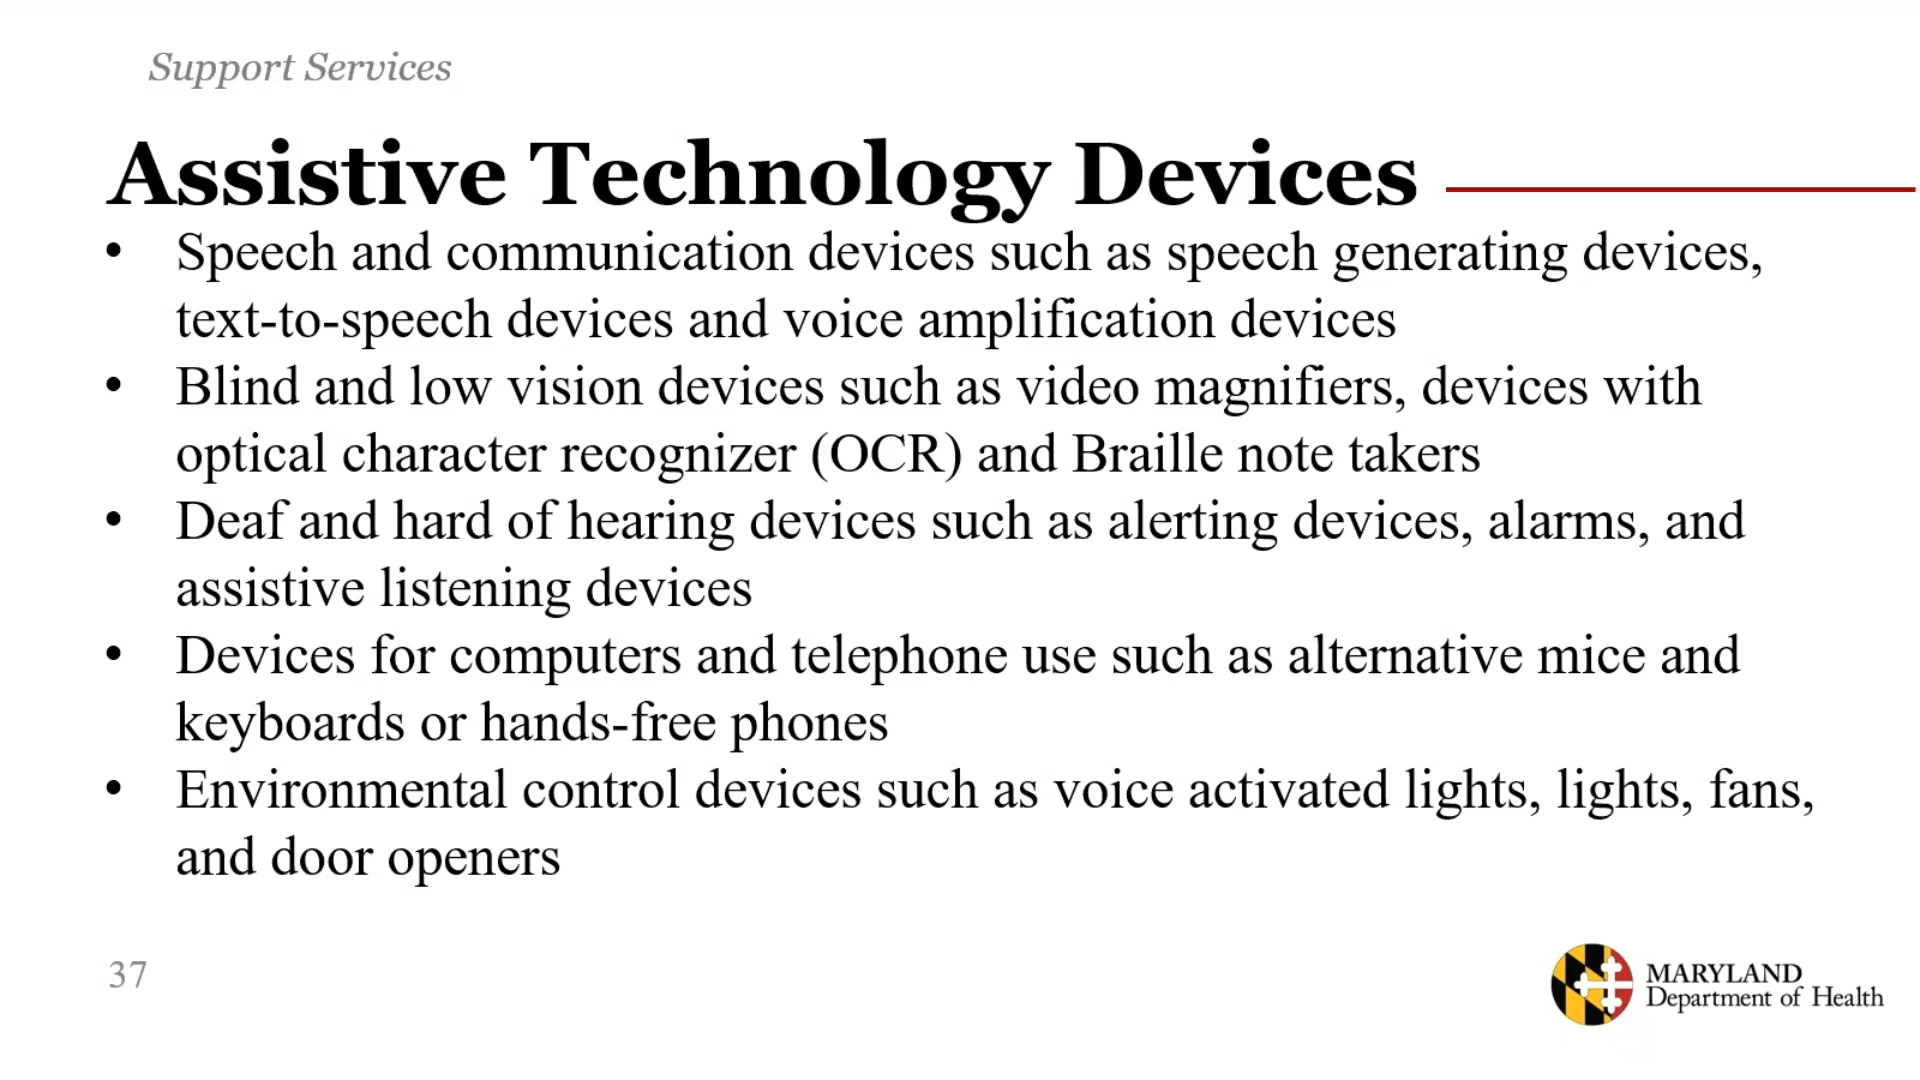 Support Services
Assistive Technology Devices
• Speech and communication devices such as speech generating devices,
text-to-speech devices and voice amplification devices
• Blind and low vision devices such as video magnifiers, devices with
optical character recognizer (OCR) and Braille note takers
• Deaf and hard of hearing devices such as alerting devices, alarms, and
assistive listening devices
• Devices for computers and telephone use such as alternative mice and
keyboards or hands-free phones
• Environmental control devices such as voice activated lights, lights, fans,
and door openers
37
MARYLAND
Department of Health